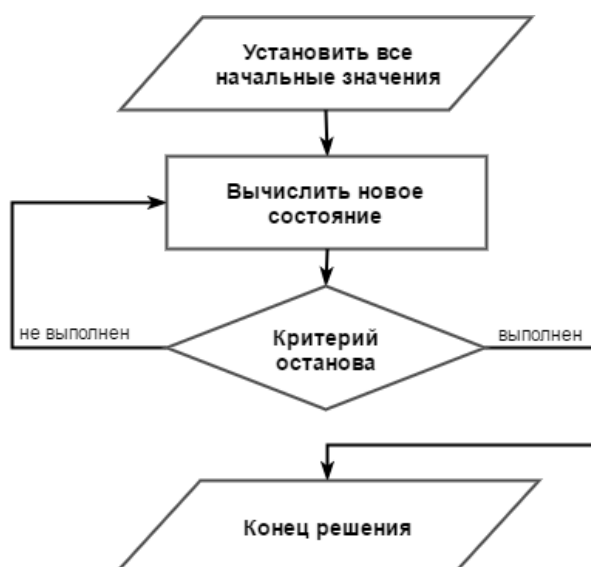 Установить все
начальные значения
Вычислить новое
состояние
не выполнен
Критерий
останова
выполнен
Конец решения